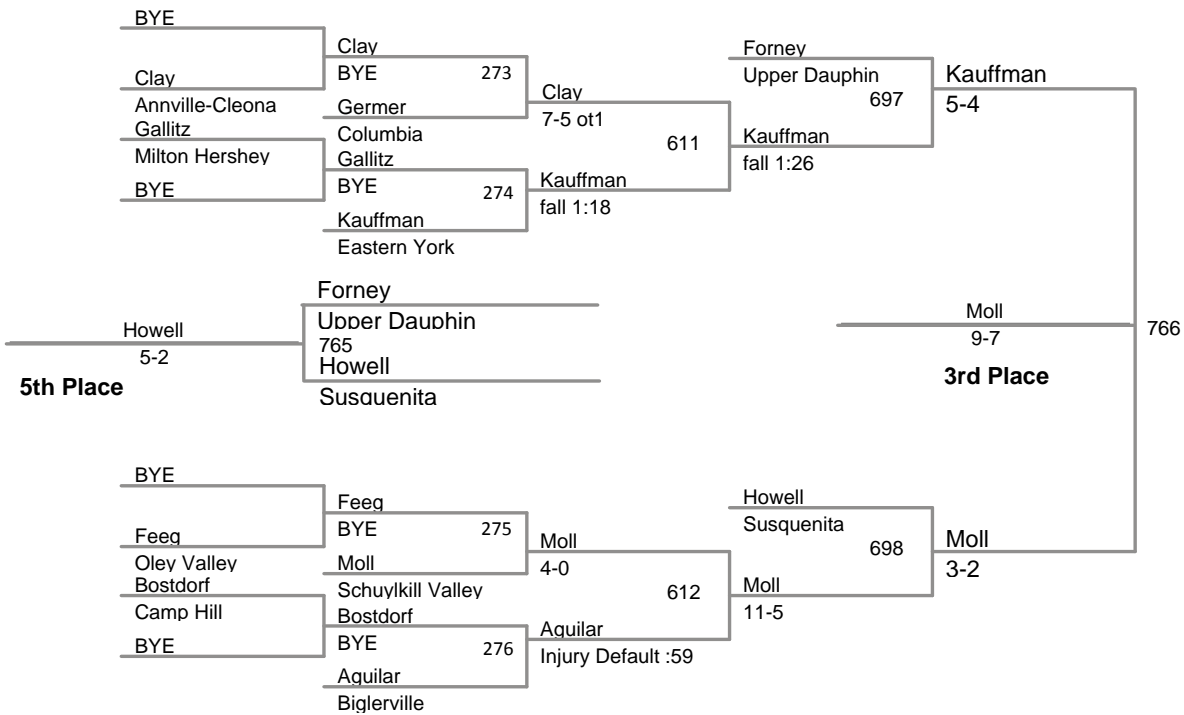 BYE
Clay
Annville-Cleona
Gallitz
Milton Hershey
BYE
Clay
BYE
273
Germer
Columbia
Gallitz
BYE
274
Kauffman
Eastern York
Clay
7-5 ot1
611
Kauffman
fall 1:18
Forney
Upper Dauphin
697
Kauffman
fall 1:26
Kauffman
5-4
Forney
Upper Dauphin
765
Howell
Susquenita
Howell
5-2
5th Place
Moll
9-7
3rd Place
766
BYE
Feeg
Oley Valley
Bostdorf
Camp Hill
BYE
Feeg
BYE
275
Moll
Schuylkill Valley
Bostdorf
BYE
276
Aguilar
Biglerville
Moll
4-0
612
Aguilar
Injury Default :59
Howell
Susquenita
698
Moll
11-5
Moll
3-2